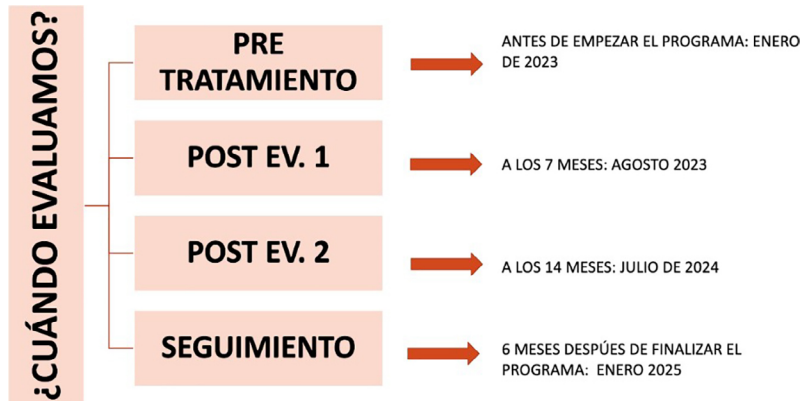 ¿CUÁNDO EVALUAMOS?
PRE
TRATAMIENTO
ANTES DE EMPEZAR EL PROGRAMA: ENERO
DE 2023
POST EV. 1
A LOS 7 MESES: AGOSTO 2023
POST EV. 2
A LOS 14 MESES: JULIO DE 2024
SEGUIMIENTO
6 MESES DESPÚES DE FINALIZAR EL
PROGRAMA: ENERO 2025